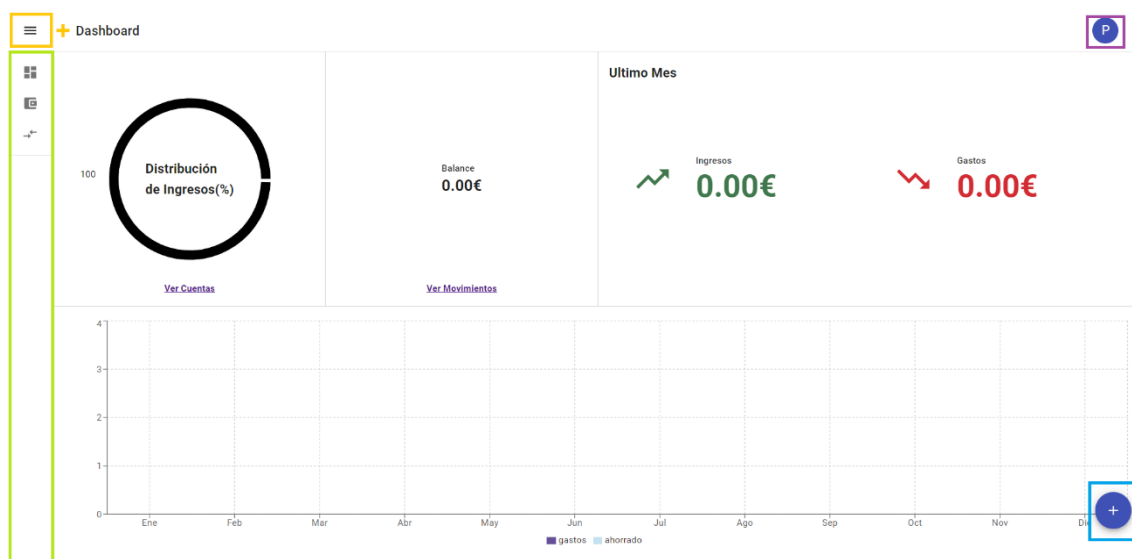 Dashboard
P
Ultimo Mes
100
Distribución
de Ingresos(%)
Ver Cuentas
Balance
0.00€
Ver Movimientos
Ingresos
0.00€
Gastos
0.00€
4
3
2
1
0
Ene Feb Mar Abr May Jun Jul Ago Sep Oct Nov
gastos ahorrado